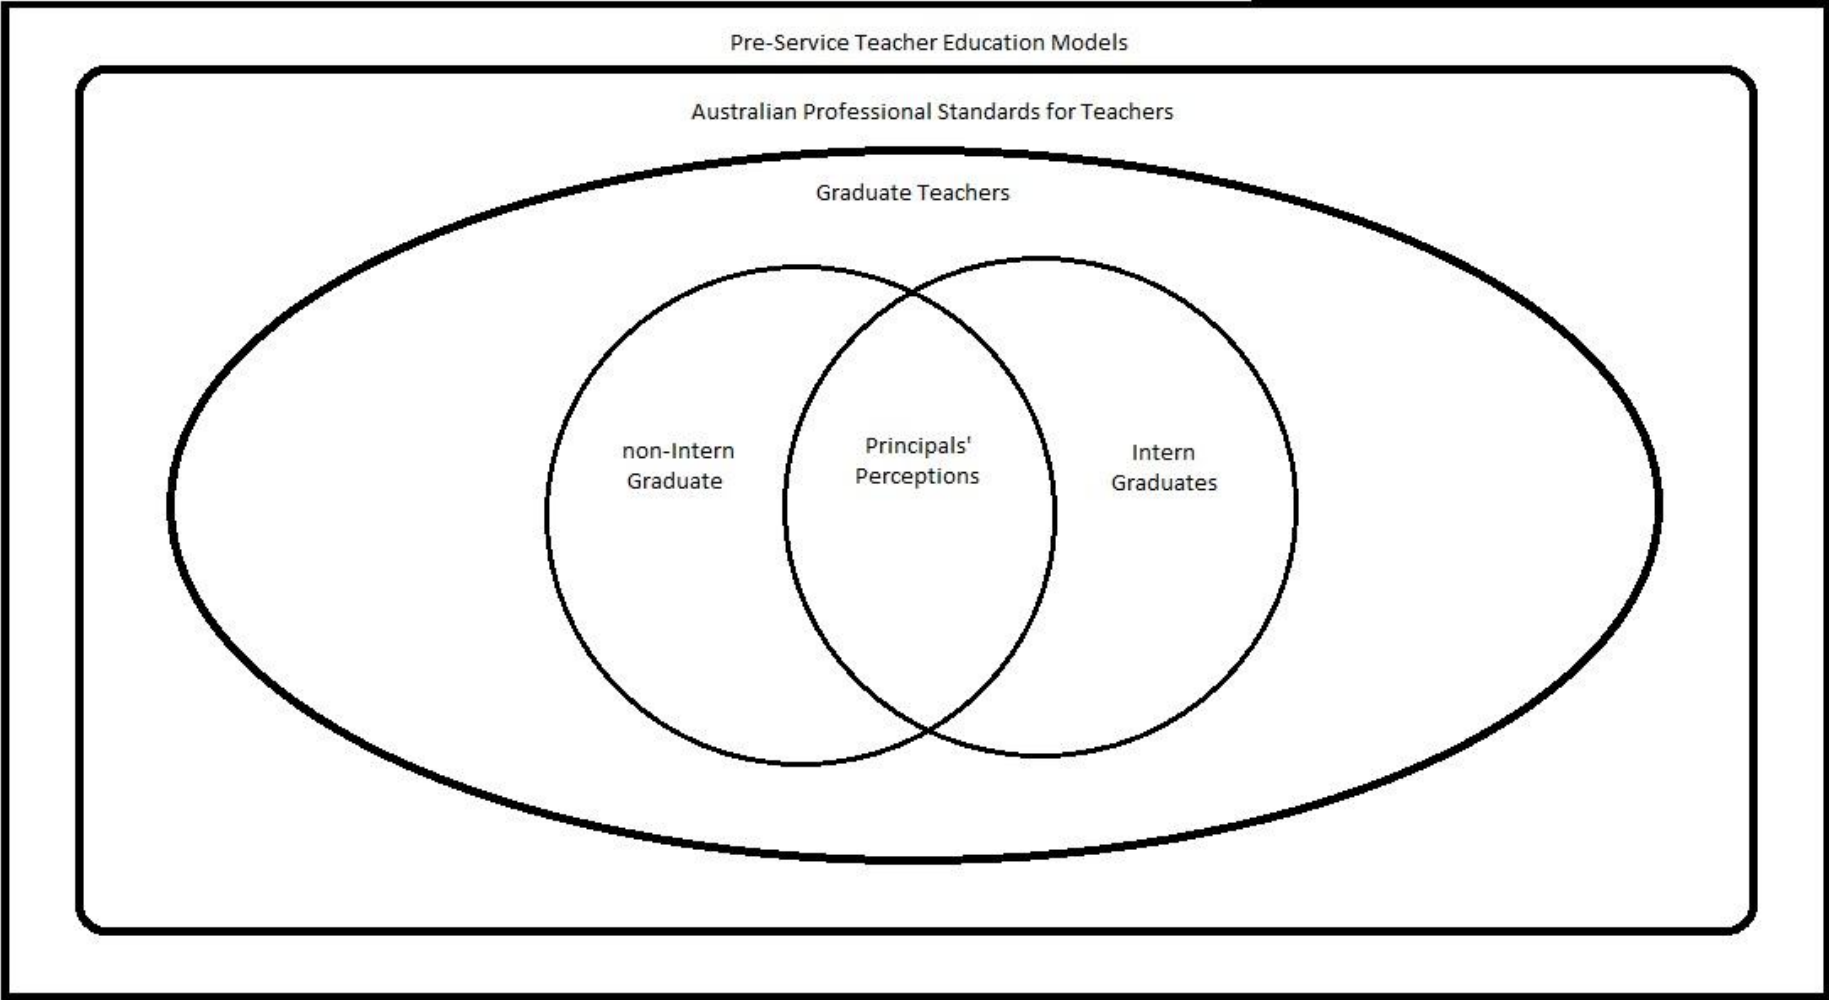 Pre-Service Teacher Education Models
Australian Professional Standards for Teachers
Graduate Teachers
non-Intern
Graduate
Principals'
Perceptions
Intern
Graduates